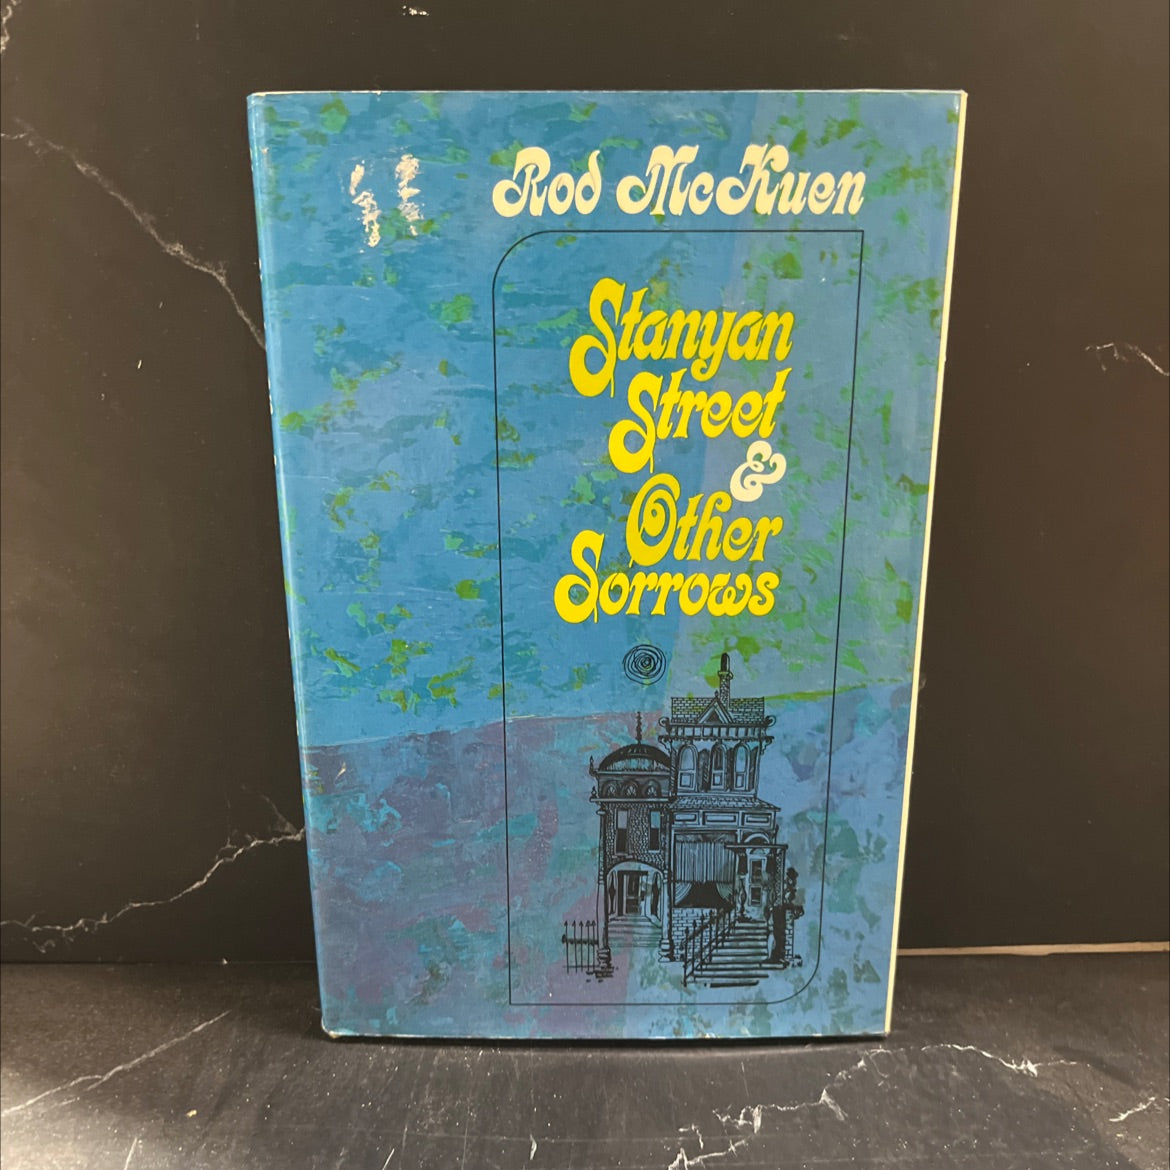 Rod McKuen
Stanyan
Street
&
Other
Sorrows